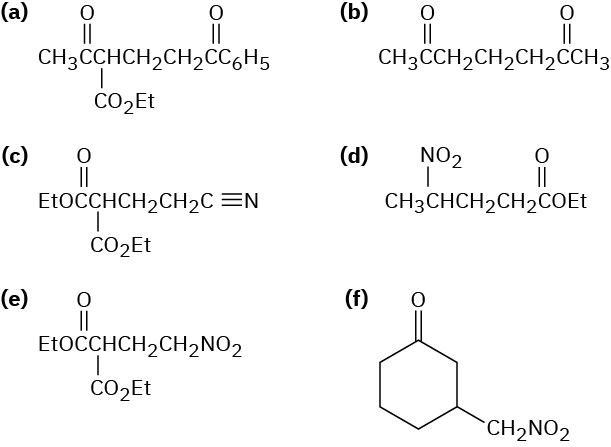 (a) O O
CH₃CCHCH₂CH₂CC₆H₅
CO₂Et
(b) O O
CH₃CCH₂CH₂CH₂CCH₃
(c) O
EtOCCHCH₂CH₂C≡N
CO₂Et
(d) NO₂ O
CH₃CHCH₂CH₂COEt
(e) O
EtOCCHCH₂CH₂NO₂
CO₂Et
(f) O
CH₂NO₂